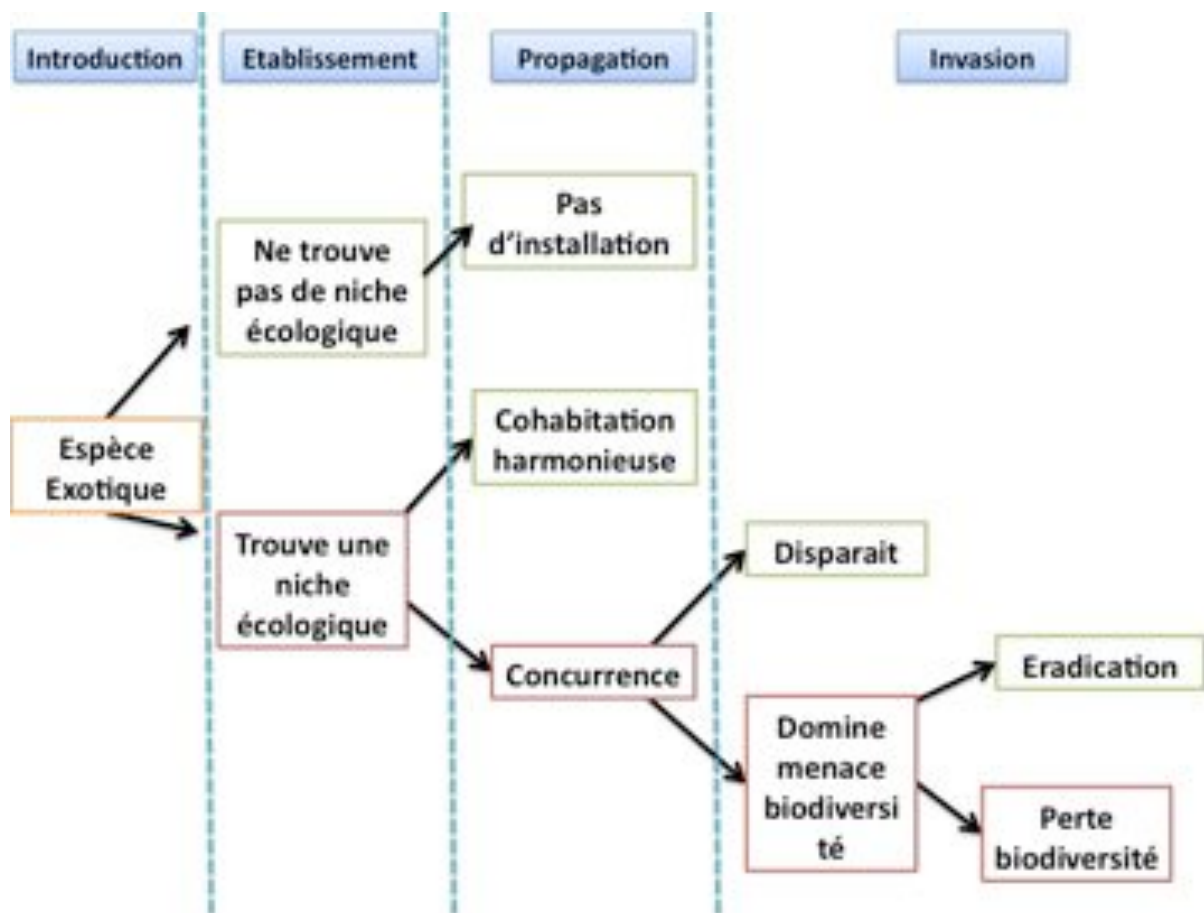 Introduction
Etablissement
Propagation
Invasion
Pas
d'installation
Ne trouve
pas de niche
écologique
Cohabitation
harmonieuse
Espèce
Exotique
Trouve une
niche
écologique
Disparait
Concurrence
Eradication
Domine
menace
biodiversi
té
Perte
biodiversité